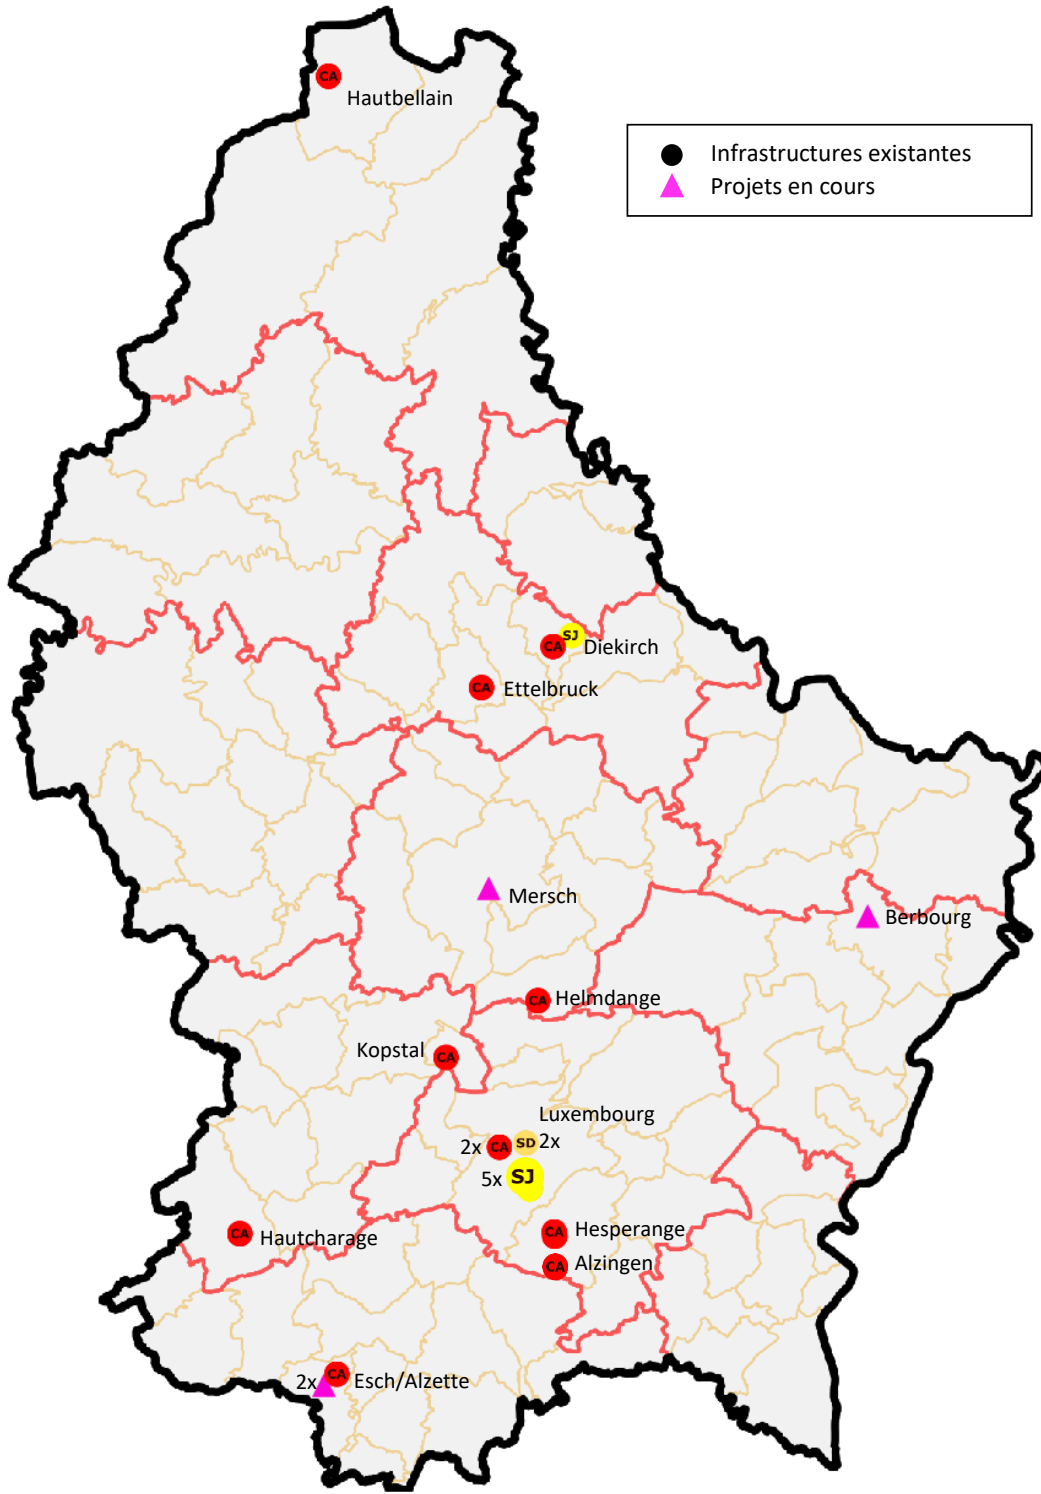 CA
Hautbellain
Infrastructures existantes
Projets en cours
SJ
CA
Diekirch
CA
Ettelbruck
Mersch
Berbourg
CA
Helmdange
Kopstal
CA
Luxembourg
2x
CA
SD
2x
5x
SJ
CA
Hesperange
CA
Hautcharage
CA
Alzingen
CA
2x
Esch/Alzette